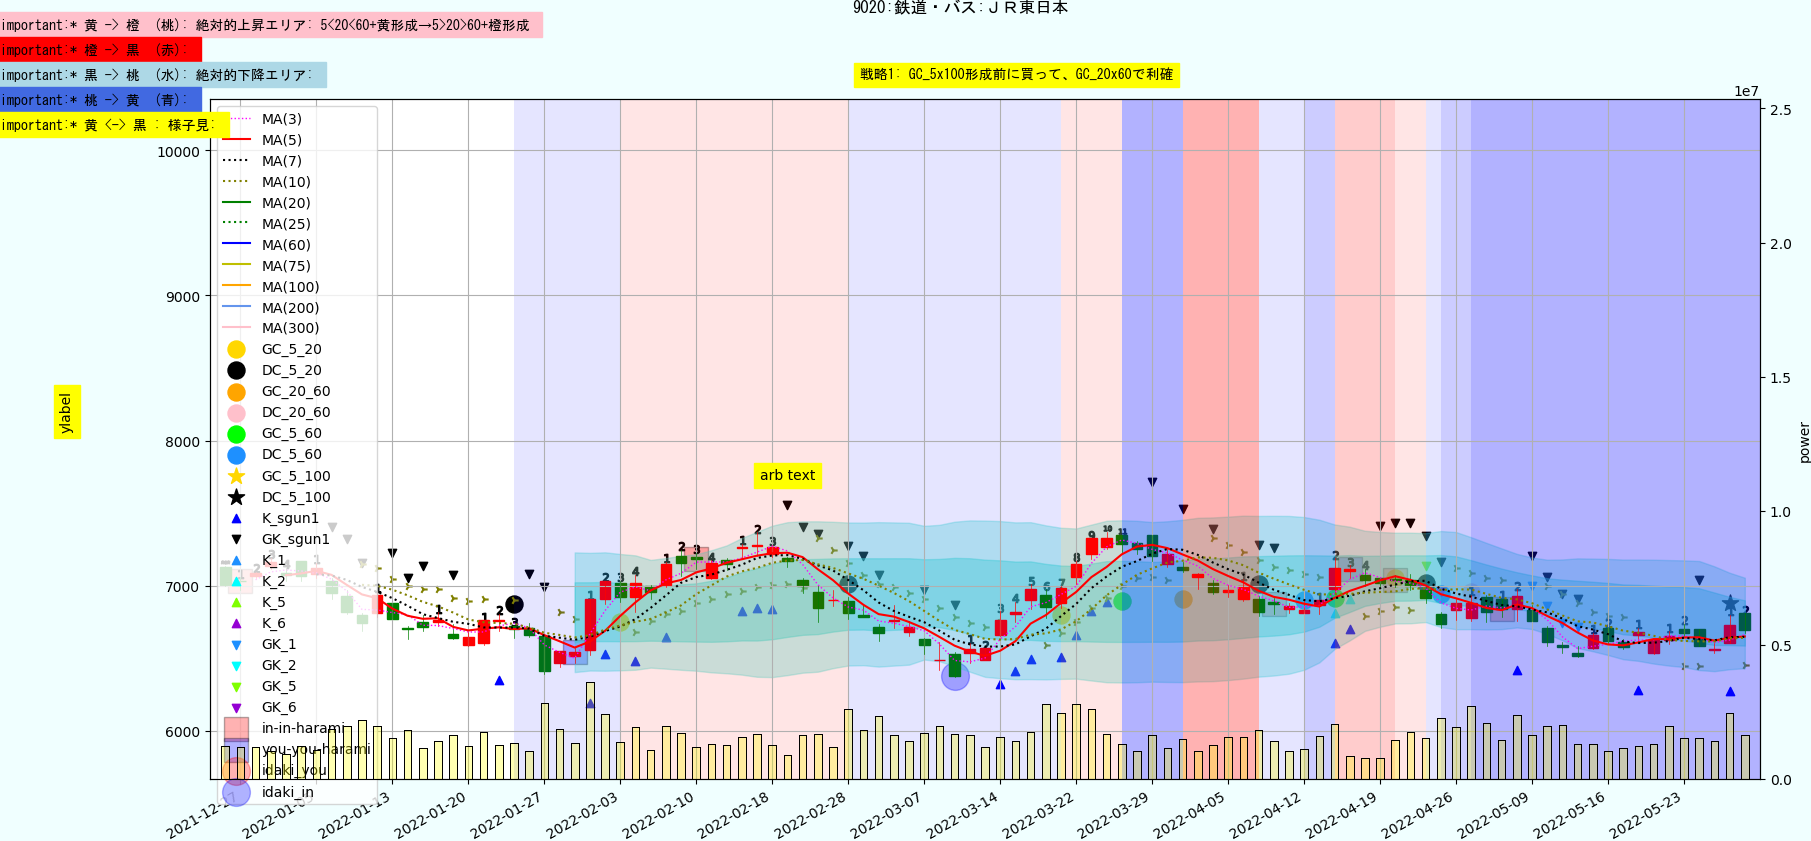 9020:鉄道・バス:ＪＲ東日本
important:* 黄 -> 橙 (桃): 絶対的上昇エリア: 5<20<60+黄形成→5>20>60+橙形成
important:* 橙 -> 黒 (赤):
important:* 黒 -> 桃 (水): 絶対的下降エリア:
戦略1: GC_5x100形成前に買って、GC_20x60で利確
important:* 桃 -> 黄 (青):
important:* 黄 <-> 黒 : 様子見:
1e7
MA(3)
MA(5)
MA(7)
MA(10)
MA(20)
MA(25)
MA(60)
MA(75)
MA(100)
MA(200)
MA(300)
GC_5_20
DC_5_20
GC_20_60
DC_20_60
GC_5_60
DC_5_60
GC_5_100
DC_5_100
K_sgun1
GK_sgun1
K_1
K_2
K_5
K_6
GK_1
GK_2
GK_5
GK_6
in-in-harami
you-you-harami
idaki_you
idaki_in
10000
9000
8000
7000
6000
ylabel
arb text
2.5
2.0
1.5
1.0
0.5
0.0
power
2022-01-13
2022-01-20
2022-01-27
2022-02-03
2022-02-10
2022-02-18
2022-02-28
2022-03-07
2022-03-14
2022-03-22
2022-03-29
2022-04-05
2022-04-12
2022-04-19
2022-04-26
2022-05-09
2022-05-16
2022-05-23